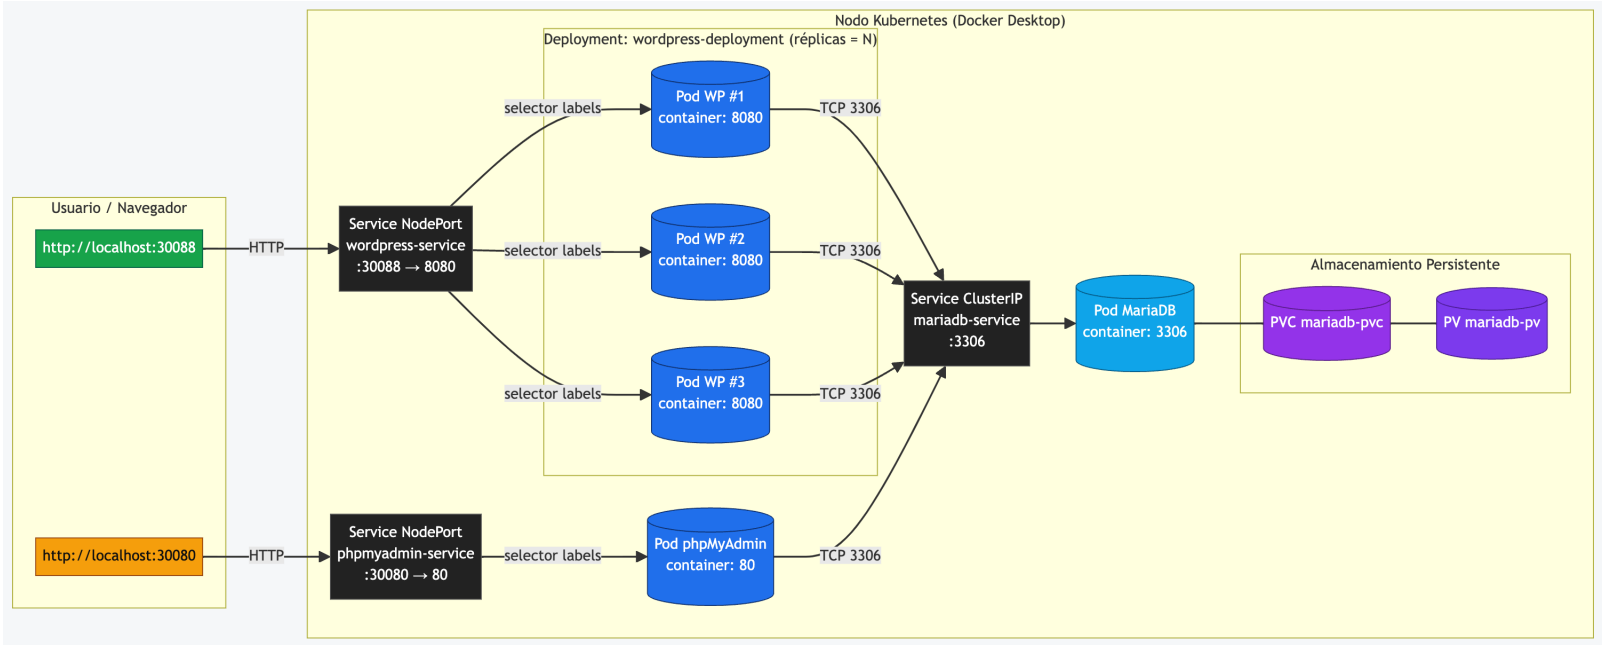 Nodo Kubernetes (Docker Desktop)
Deployment: wordpress-deployment (réplicas = N)
Usuario / Navegador
http://localhost:30088
HTTP
Service NodePort
wordpress-service
:30088 → 8080
selector labels
Pod WP #1
container: 8080
TCP 3306
selector labels
Pod WP #2
container: 8080
TCP 3306
selector labels
Pod WP #3
container: 8080
TCP 3306
http://localhost:30080
HTTP
Service NodePort
phpmyadmin-service
:30080 → 80
selector labels
Pod phpMyAdmin
container: 80
TCP 3306
Service ClusterIP
mariadb-service
:3306
Pod MariaDB
container: 3306
Almacenamiento Persistente
PVC mariadb-pvc
PV mariadb-pv